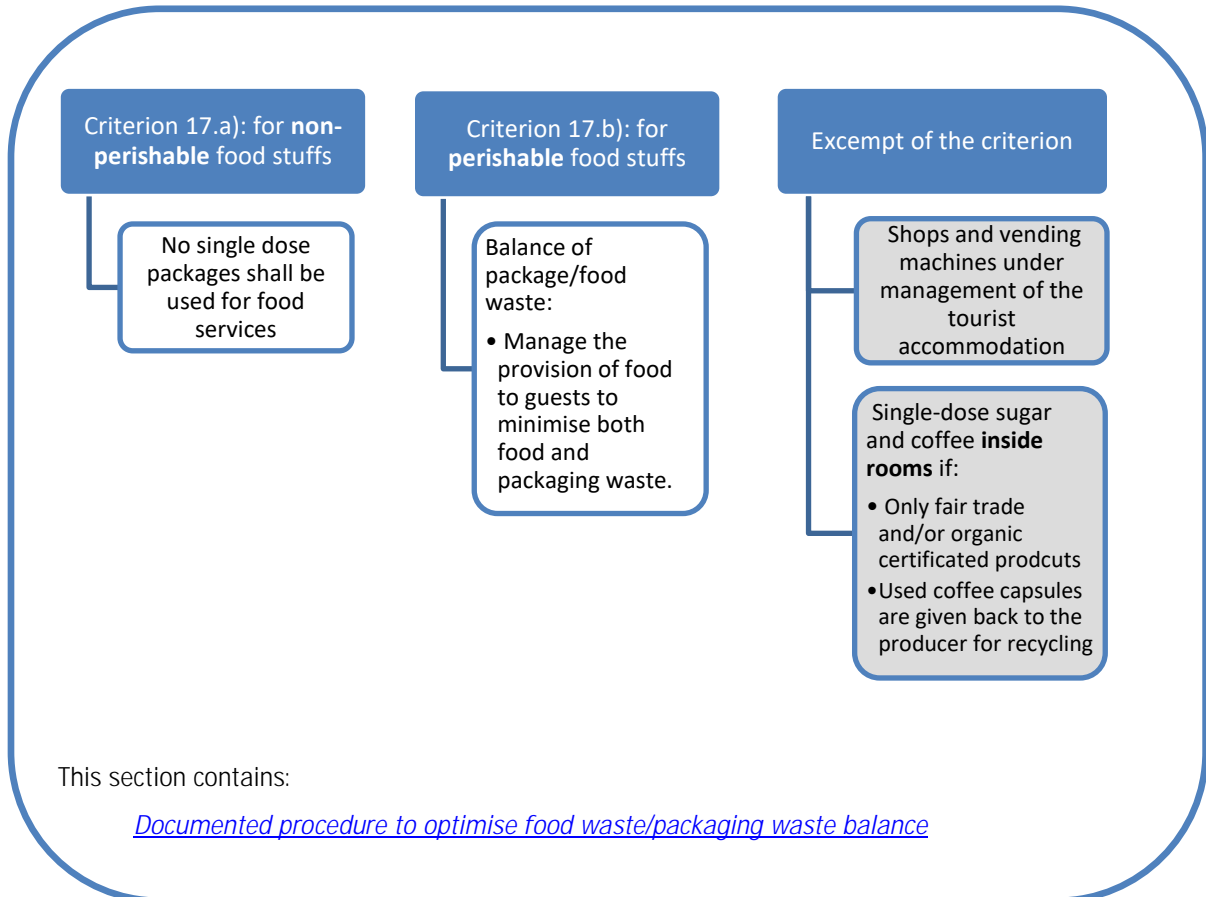 Criterion 17.a): for non-
perishable food stuffs
No single dose
packages shall be
used for food
services
Criterion 17.b): for
perishable food stuffs
Balance of
package/food
waste:
• Manage the
provision of food
to guests to
minimise both
food and
packaging waste.
Excempt of the criterion
Shops and vending
machines under
management of the
tourist
accommodation
Single-dose sugar
and coffee inside
rooms if:
• Only fair trade
and/or organic
certificated prodcuts
•Used coffee capsules
are given back to the
producer for recycling
This section contains:
Documented procedure to optimise food waste/packaging waste balance